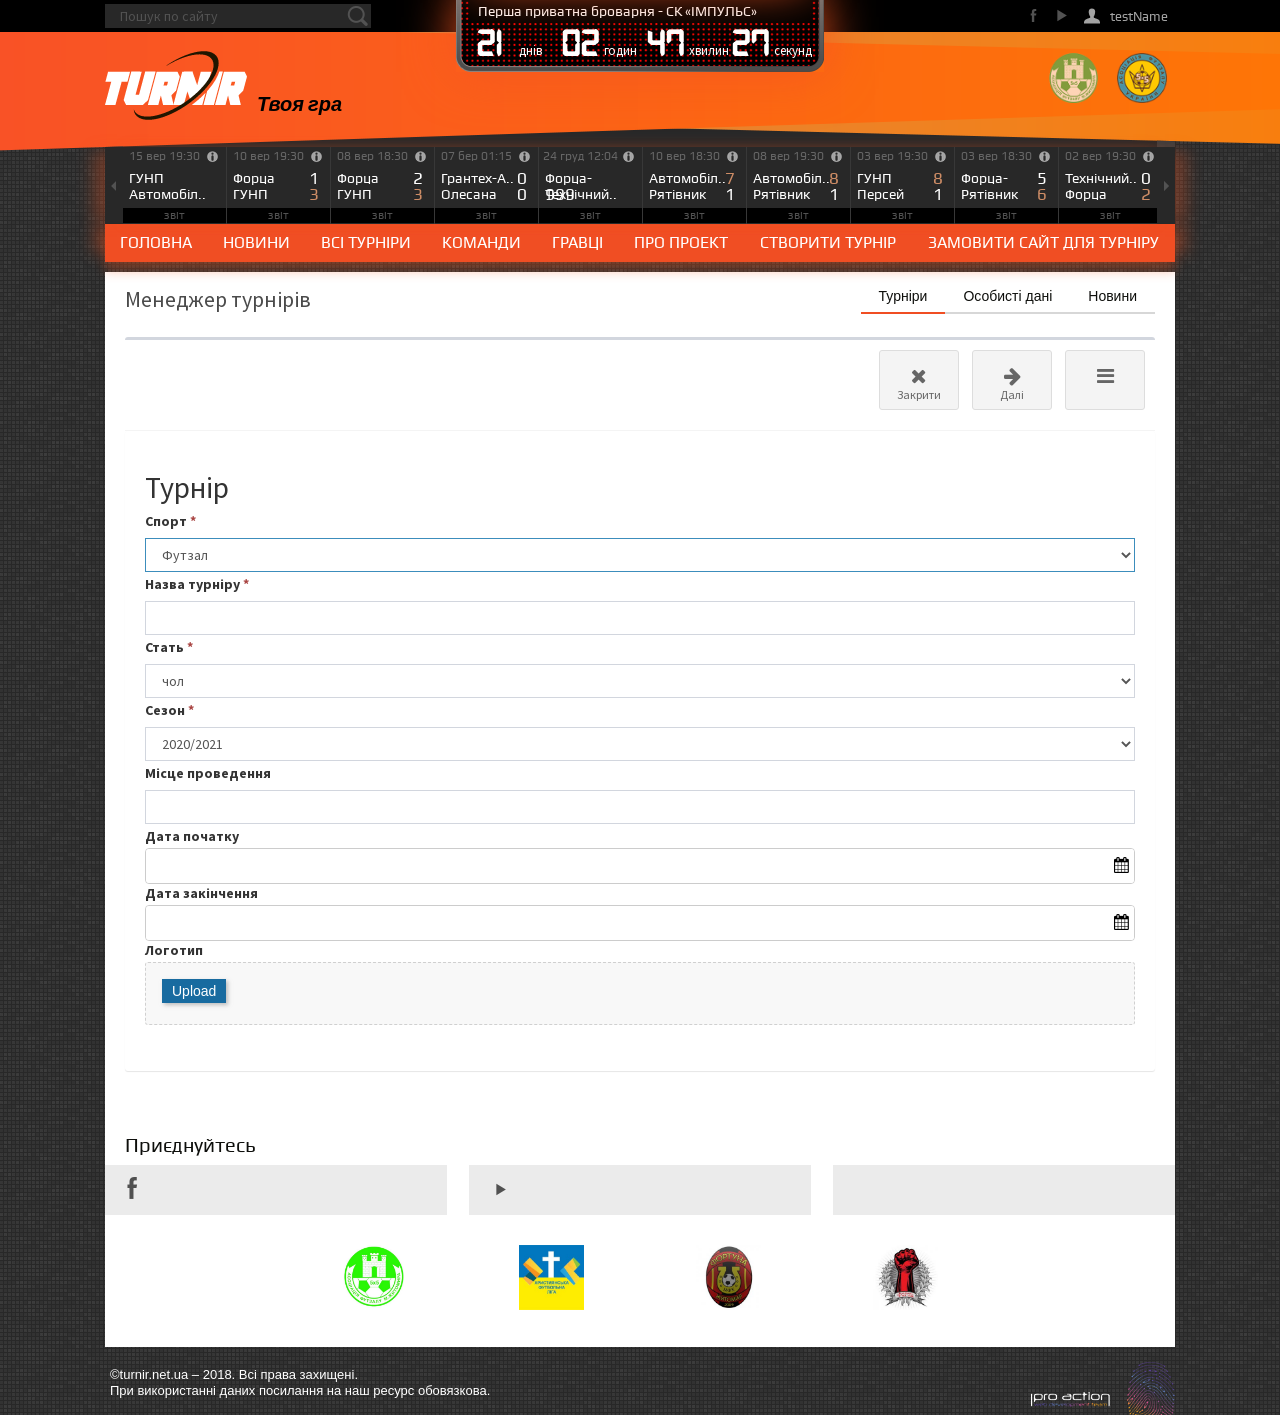 Пошук по сайту
Перша приватна броварня - СК «ІМПУЛЬС»
21 днів 02 годин 47 хвилин 27 секунд
testName
TURNIR
Твоя гра
15 вер 19:30
ГУНП
Автомобіл..
звіт
10 вер 19:30
Форца 1
ГУНП 3
звіт
08 вер 18:30
Форца 2
ГУНП 3
звіт
07 бер 01:15
Грантех-А.. 0
Олесана 0
звіт
24 груд 12:04
Форца-
999
Технічний..
звіт
10 вер 18:30
Автомобіл.. 7
Рятівник 1
звіт
08 вер 19:30
Автомобіл.. 8
Рятівник 1
звіт
03 вер 19:30
ГУНП 8
Персей 1
звіт
03 вер 18:30
Форца- 5
Рятівник 6
звіт
02 вер 19:30
Технічний.. 0
Форца 2
звіт
ГОЛОВНА НОВИНИ ВСІ ТУРНІРИ КОМАНДИ ГРАВЦІ ПРО ПРОЕКТ СТВОРИТИ ТУРНІР ЗАМОВИТИ САЙТ ДЛЯ ТУРНІРУ
Менеджер турнірів
Турніри Особисті дані Новини
Закрити
Далі
Турнір
Спорт *
Футзал
Назва турніру *
Стать *
чол
Сезон *
2020/2021
Місце проведення
Дата початку
Дата закінчення
Логотип
Upload
Приєднуйтесь
©turnir.net.ua – 2018. Всі права захищені.
При використанні даних посилання на наш ресурс обовязкова.
pro action